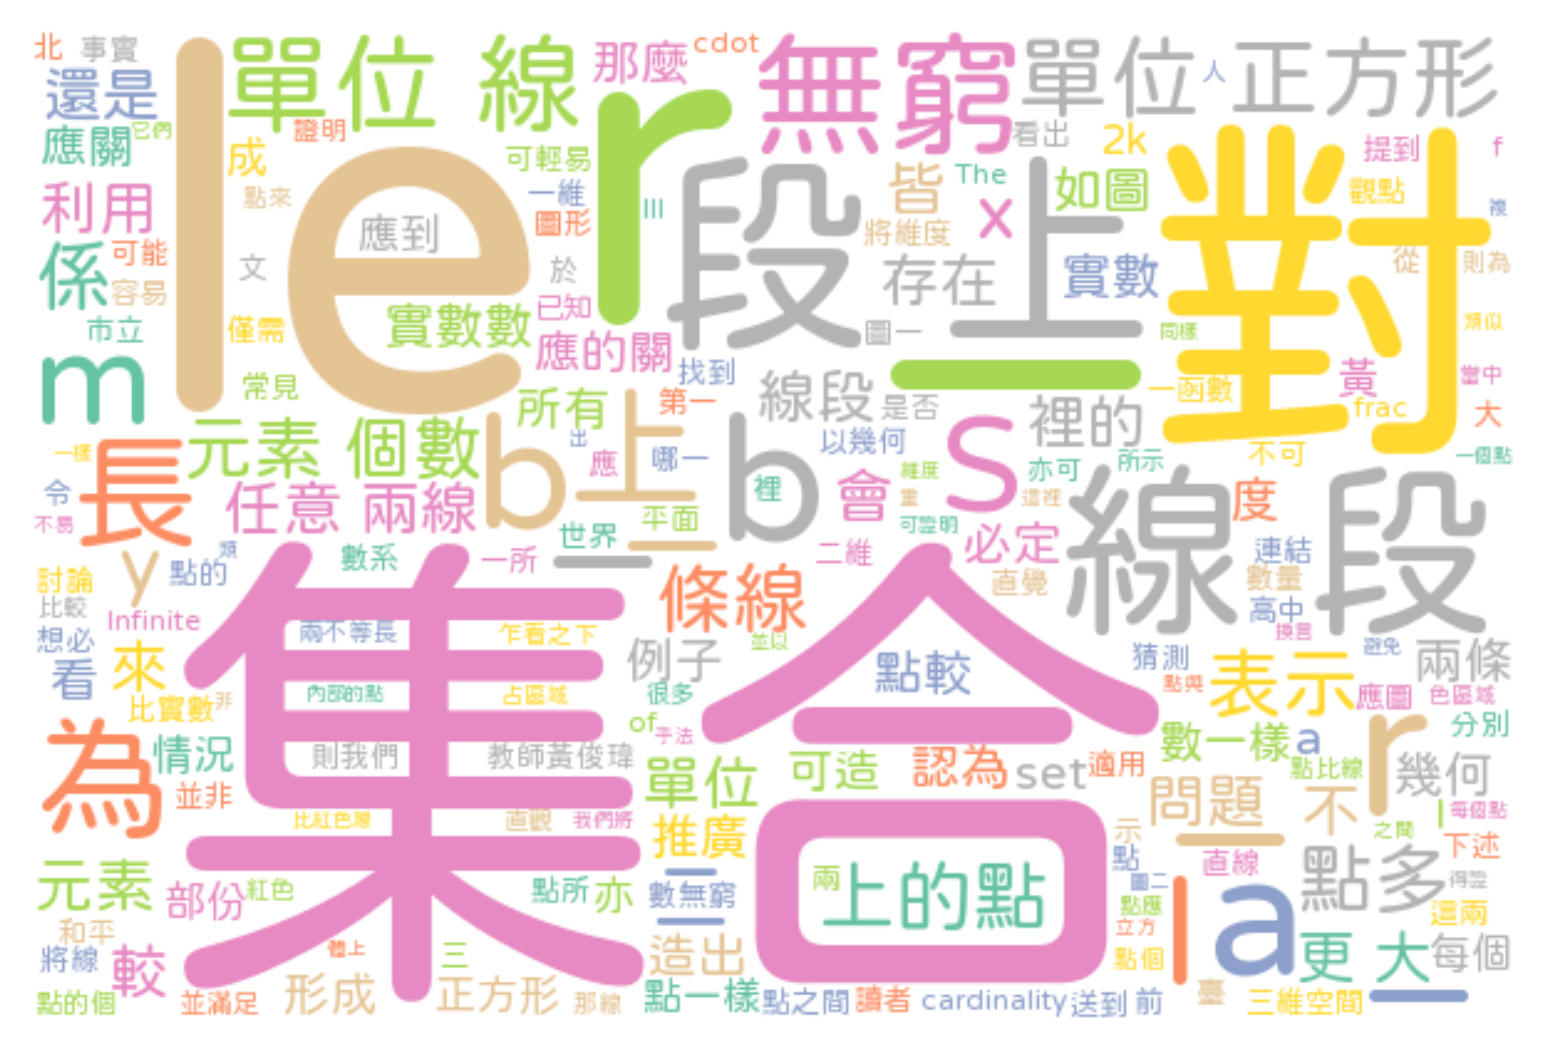 北
事實
單位 線
那麼
cdot
無窮
單位
正方形
人
還是
應關
它們
證明
成
可輕易
看出
2k
提到
f
ler
段
上
對
利用
點來
一維
圖形
III
皆
The
x
如圖
觀點
複
係
可能
容易
文
應到
於
將維度
存在
實數
從
則為
市立
僅需
實數數
已知
應的關
圖一
同樣
類似
m
常見
找到
線段
是否
一函數
黃
frac
當中
大
元素 個數
所有
上
第一
以幾何
裡的
不可
一個點
一樣
長
令
不易
任意 兩線
b
出
應
哪一
b
裡
會
維度
重
s
亦可
這裡
所示
度
線段
世界
平面
可證明
必定
y
點的
類
數系
一所
二維
直覺
連結
數量
高中
換言
討論
比較
想必
Infinite
集合
條線
兩不等長
乍看之下
並以
例子
點較
猜測
避免
兩條
看
來
比實數
非
內部的點
占區域
很多
點與
表示
應圖
色區域
of
手法
分別
為
情況
並非
則我們
教師黃俊瑋
單位
可造
認為
set
適用
數一樣
a
點比線
r
幾何
比紅色線
直觀
我們將
推廣
問題
不
l
每個點
之間
示
下述
元素
部份
紅色
點所
亦
數無窮
兩
上的點
點
圖二
直線
點多
得證
點應
立方
la
這兩
和平
將線
較
體上
三
造出
點個
更 大
每個
點的個
並滿足
形成
正方形
那線
點一樣
點之間
讀者
cardinality
送到
前
臺
三維空間